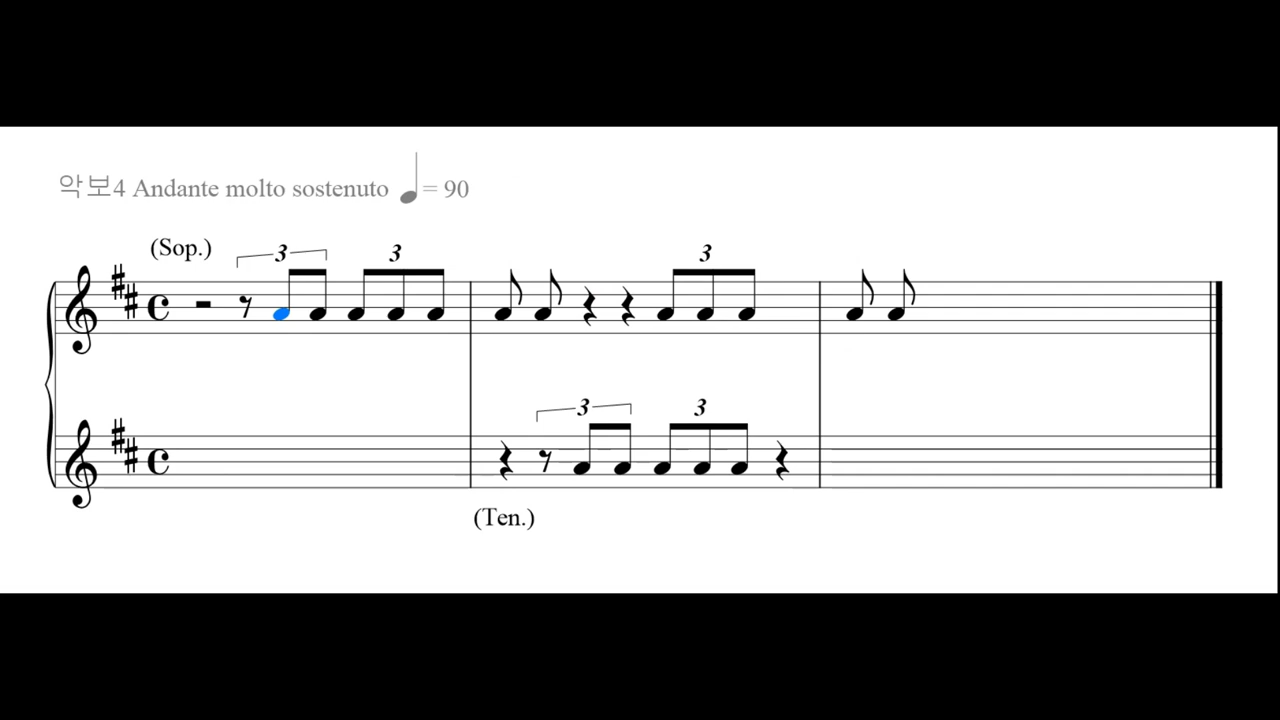 악보4 Andante molto sostenuto ♩= 90
(Sop.)
3 3 3
3 3
(Ten.)